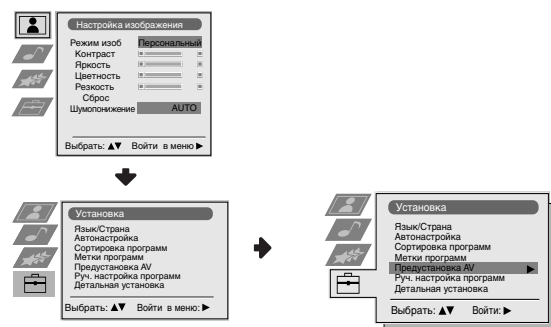 Настройка изображения
Режим изоб Персональный
Контраст
Яркость
Цветность
Резкость
Сброс
Шумопонижение AUTO
Выбрать: ▲▼ Войти в меню ▶
Установка
Язык/Страна
Автонастройка
Сортировка программ
Метки программ
Предустановка AV
Руч. настройка программ
Детальная установка
Выбрать: ▲▼ Войти в меню: ▶
Установка
Язык/Страна
Автонастройка
Сортировка программ
Метки программ
Предустановка AV ▶
Руч. настройка программ
Детальная установка
Выбрать: ▲▼ Войти: ▶